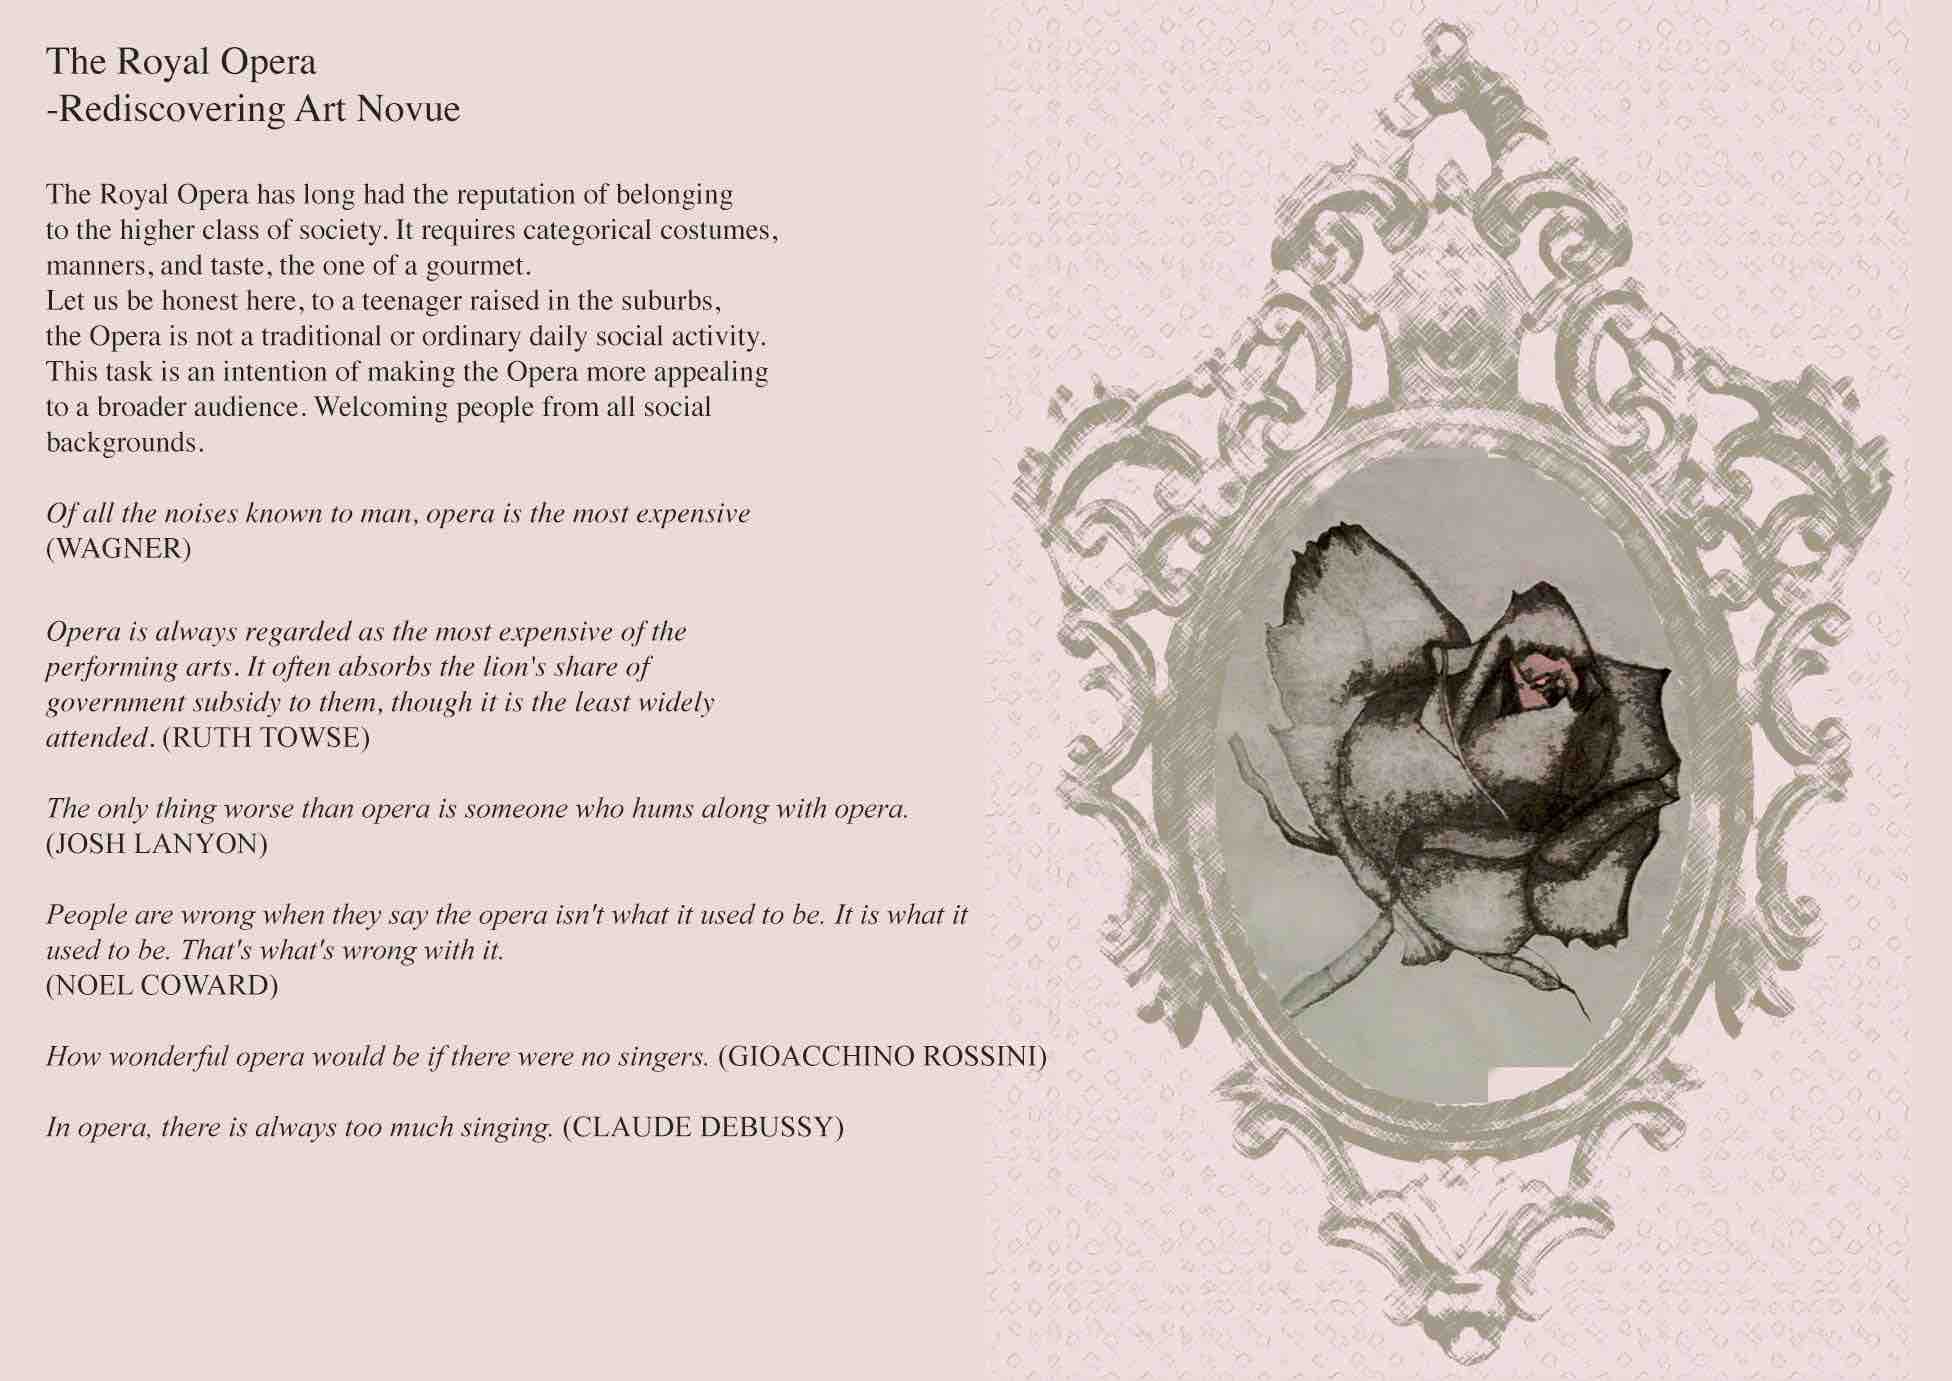 The Royal Opera
-Rediscovering Art Novue
The Royal Opera has long had the reputation of belonging
to the higher class of society. It requires categorical costumes,
manners, and taste, the one of a gourmet.
Let us be honest here, to a teenager raised in the suburbs,
the Opera is not a traditional or ordinary daily social activity.
This task is an intention of making the Opera more appealing
to a broader audience. Welcoming people from all social
backgrounds.
Of all the noises known to man, opera is the most expensive
(WAGNER)
Opera is always regarded as the most expensive of the
performing arts. It often absorbs the lion's share of
government subsidy to them, though it is the least widely
attended. (RUTH TOWSE)
The only thing worse than opera is someone who hums along with opera.
(JOSH LANYON)
People are wrong when they say the opera isn't what it used to be. It is what it
used to be. That's what's wrong with it.
(NOEL COWARD)
How wonderful opera would be if there were no singers. (GIOACCHINO ROSSINI)
In opera, there is always too much singing. (CLAUDE DEBUSSY)